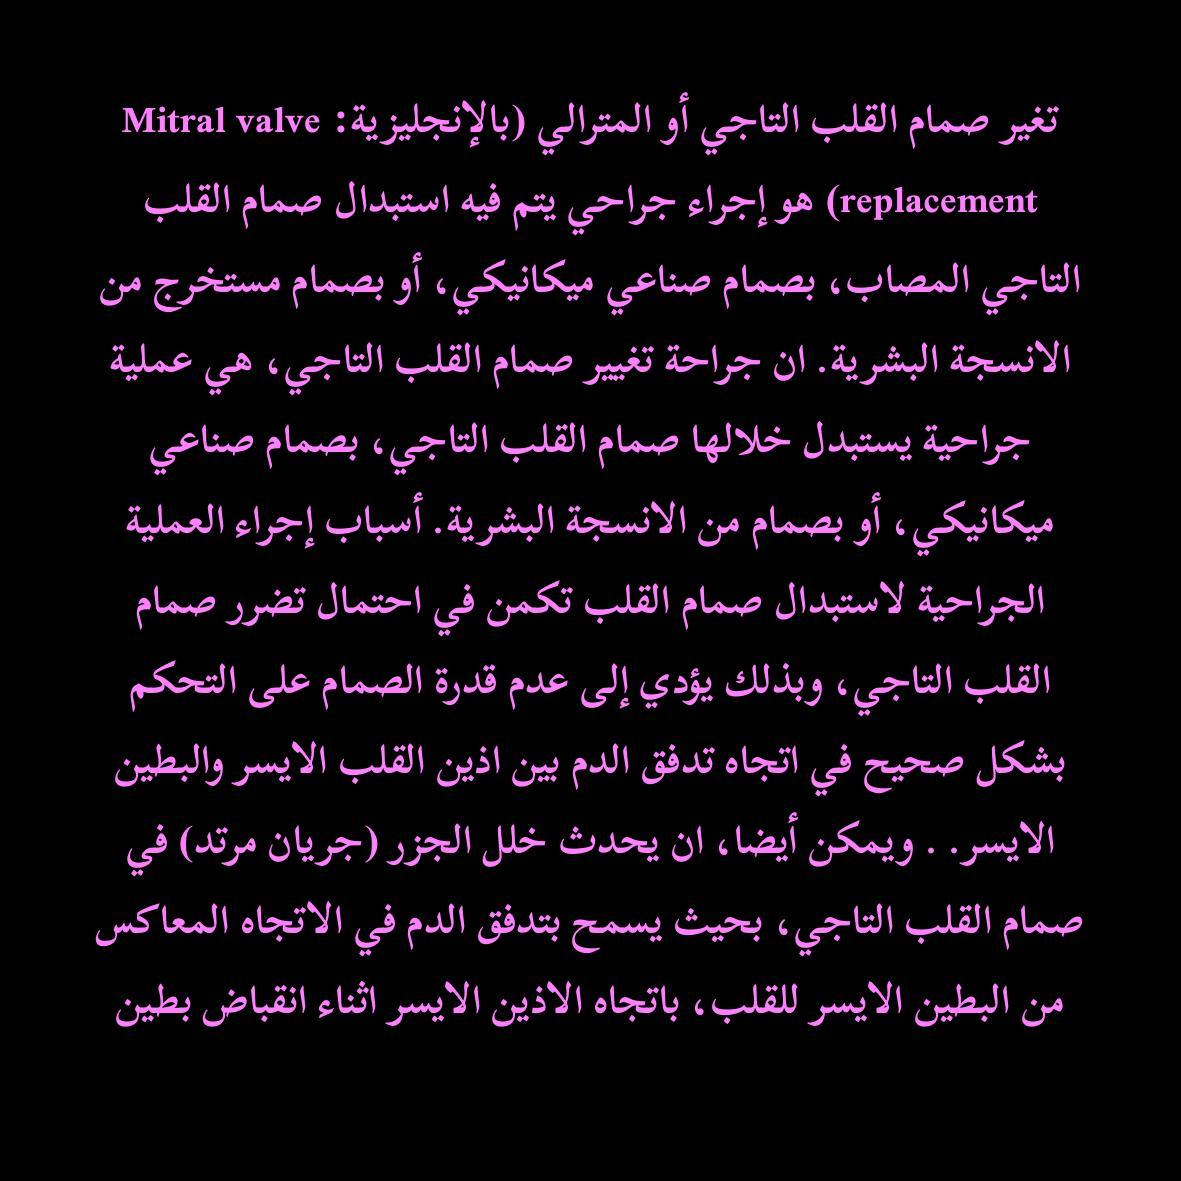 تغير صمام القلب التاجي أو المترالي (بالإنجليزية: Mitral valve
replacement) هو إجراء جراحي يتم فيه استبدال صمام القلب
التاجي المصاب، بصمام صناعي ميكانيكي، أو بصمام مستخرج من
الانسجة البشرية. ان جراحة تغيير صمام القلب التاجي، هي عملية
جراحية يستبدل خلالها صمام القلب التاجي، بصمام صناعي
ميكانيكي، أو بصمام من الانسجة البشرية. أسباب إجراء العملية
الجراحية لاستبدال صمام القلب تكمن في احتمال تضرر صمام
القلب التاجي، وبذلك يؤدي إلى عدم قدرة الصمام على التحكم
بشكل صحيح في اتجاه تدفق الدم بين اذين القلب الايسر والبطين
الايسر. . ويمكن أيضا، ان يحدث خلل الجزر (جريان مرتد) في
صمام القلب التاجي، بحيث يسمح بتدفق الدم في الاتجاه المعاكس
من البطين الايسر للقلب، باتجاه الاذين الايسر اثناء انقباض بطين